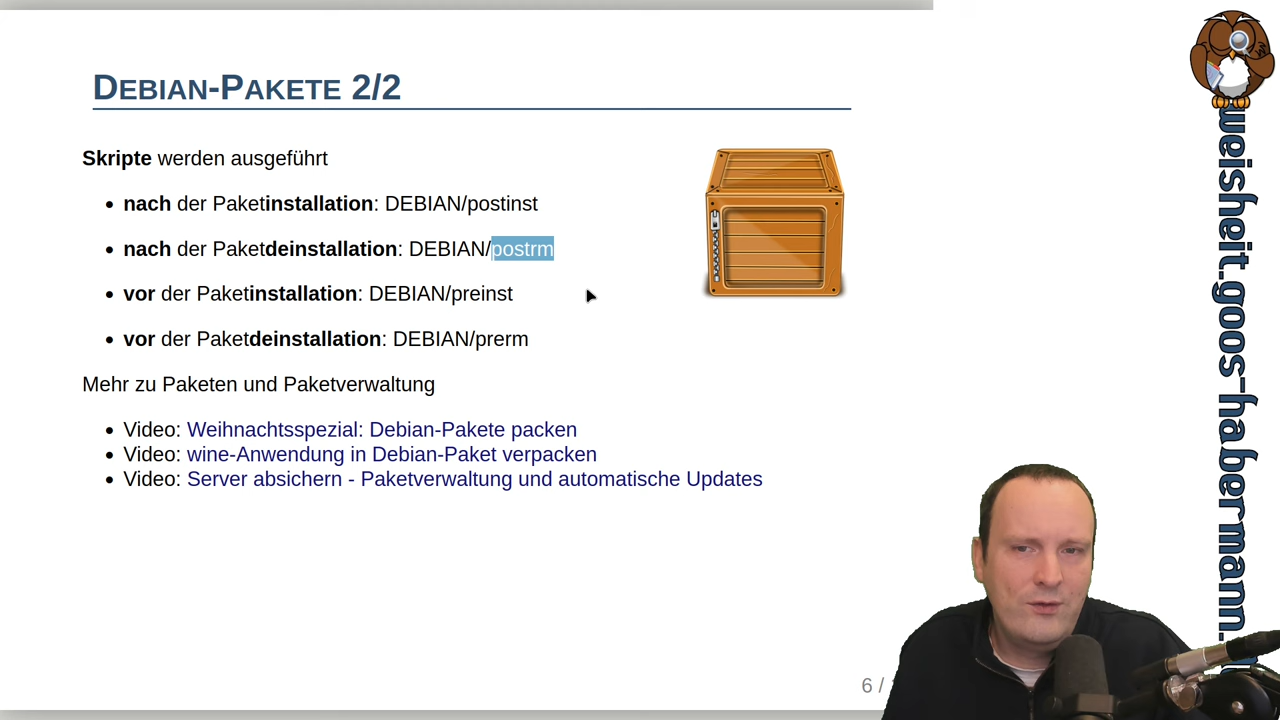 DEBIAN-PAKETE 2/2
Skripte werden ausgeführt
• nach der Paketinstallation: DEBIAN/postinst
• nach der Paketdeinstallation: DEBIAN/postrm
• vor der Paketinstallation: DEBIAN/preinst
• vor der Paketdeinstallation: DEBIAN/prerm
Mehr zu Paketen und Paketverwaltung
• Video: Weihnachtsspezial: Debian-Pakete packen
• Video: wine-Anwendung in Debian-Paket verpacken
• Video: Server absichern - Paketverwaltung und automatische Updates
6 /
weisheit.goos-habermann.